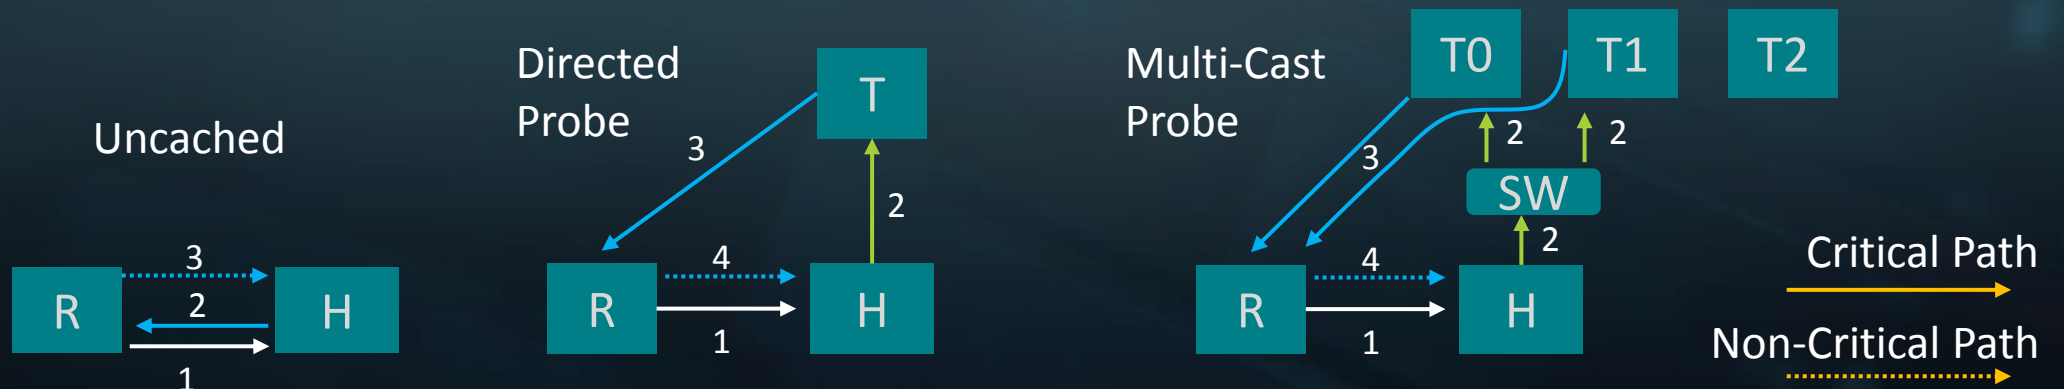 Uncached
3
R
2
H
1
Directed
Probe
T
3
2
R
4
H
1
Multi-Cast
Probe
T0
T1
T2
2
2
3
SW
2
R
4
H
1
Critical Path
Non-Critical Path